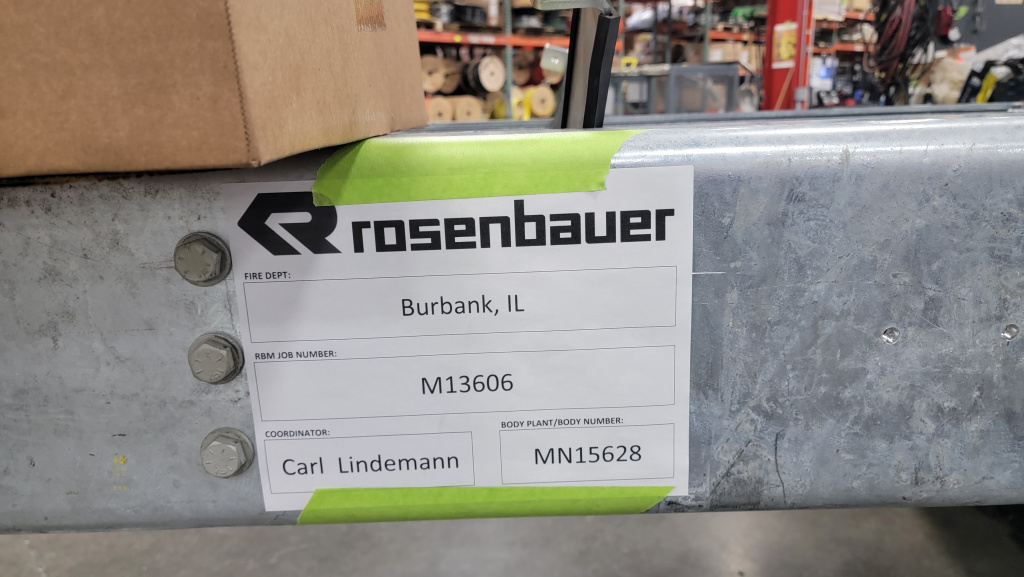 rosenbauer
FIRE DEPT:
Burbank, IL
RBM JOB NUMBER:
M13606
COORDINATOR:
Carl Lindemann
BODY PLANT/BODY NUMBER:
MN15628